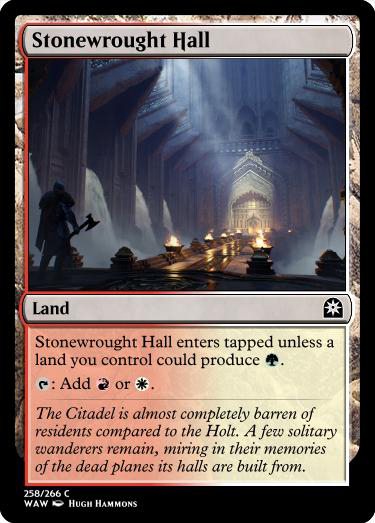 Stonewrought Hall
Land
Stonewrought Hall enters tapped unless a
land you control could produce .
: Add or .
The Citadel is almost completely barren of
residents compared to the Holt. A few solitary
wanderers remain, miring in their memories
of the dead planes its halls are built from.
258/266 C
WAW Hugh Hammons